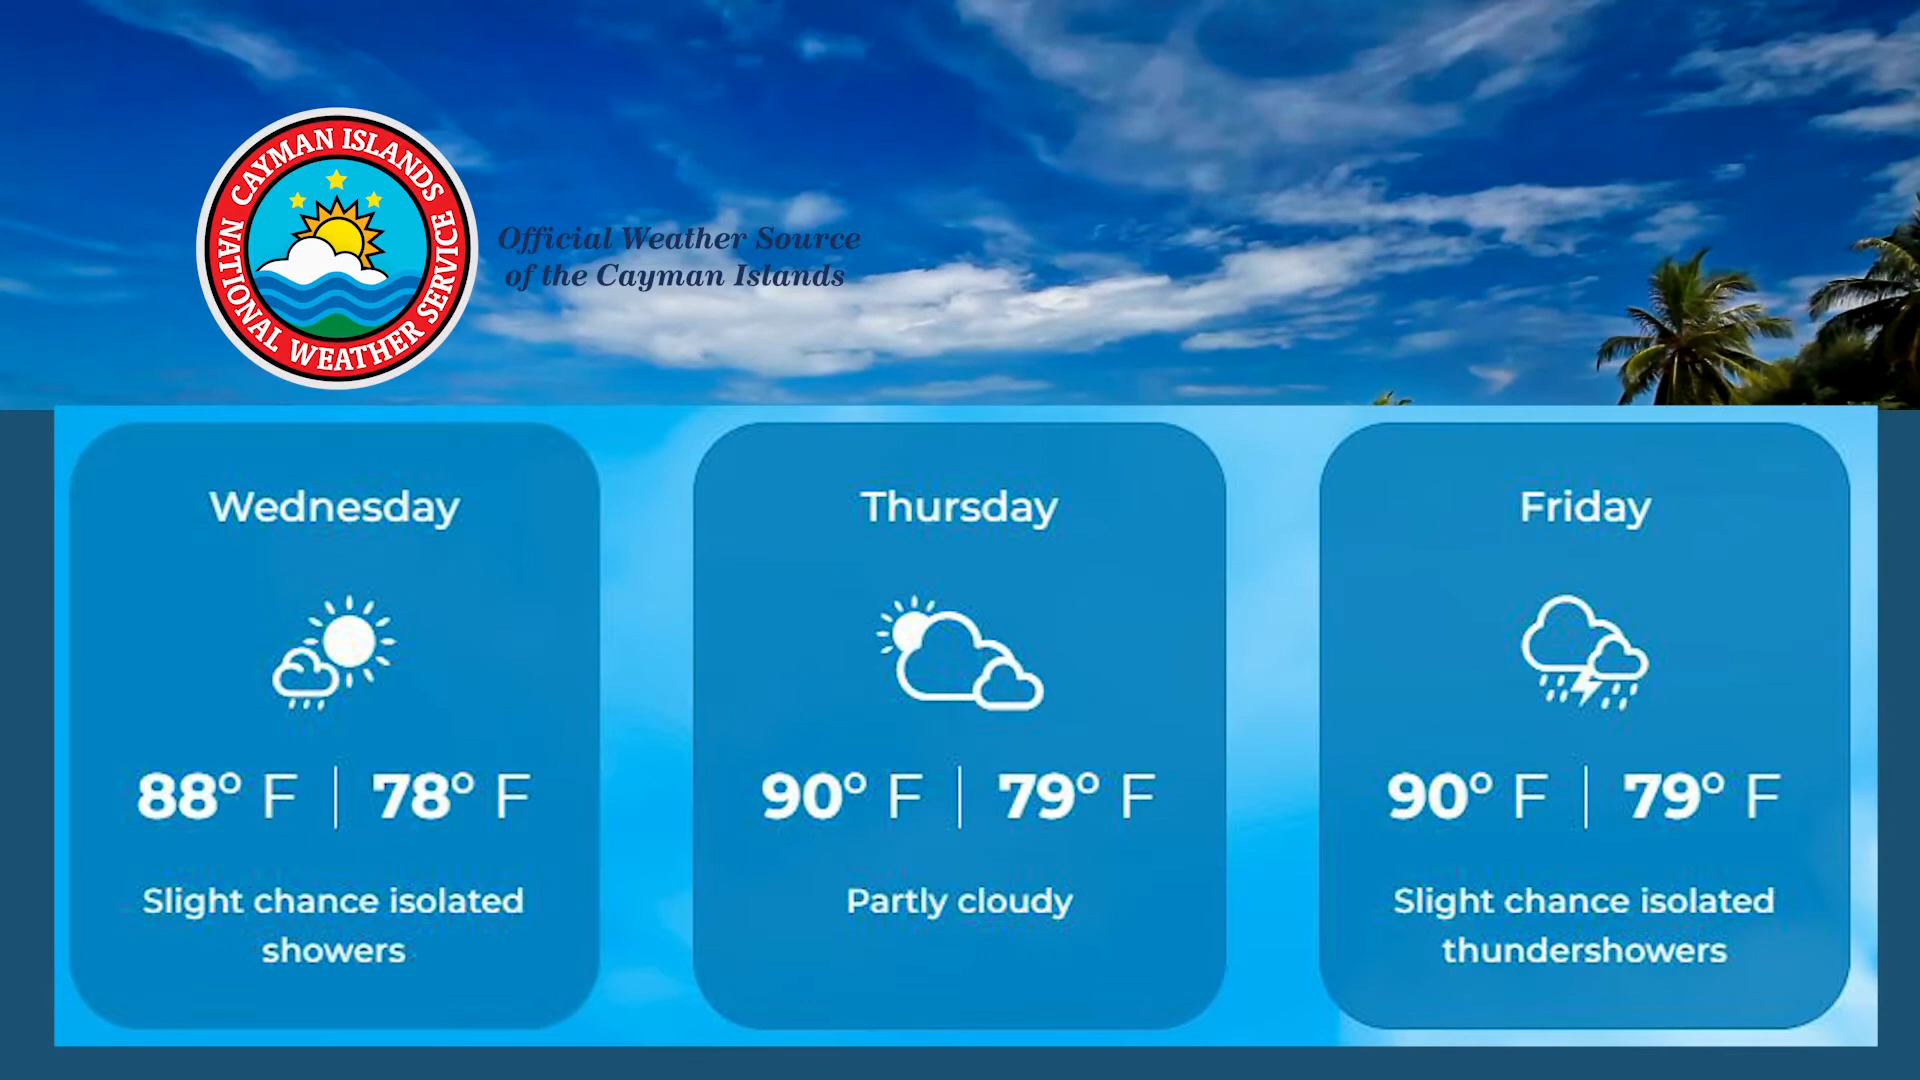 CAYMAN ISLANDS
NATIONAL WEATHER SERVICE
Official Weather Source
of the Cayman Islands
Wednesday
88° F | 78° F
Slight chance isolated
showers
Thursday
90° F | 79° F
Partly cloudy
Friday
90° F | 79° F
Slight chance isolated
thundershowers